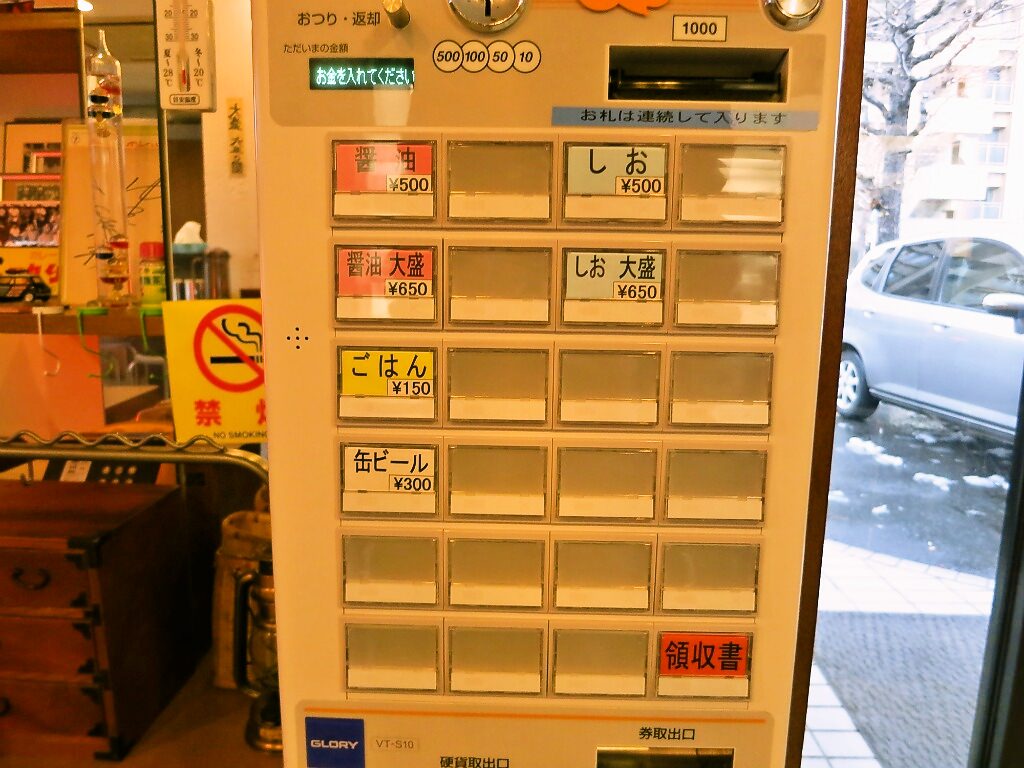 おつり・返却
ただいまの金額
お金を入れてください
500 100 50 10
1000
お札は連続して入ります
醤油
¥500
しお
¥500
醤油 大盛
¥650
しお 大盛
¥650
ごはん
¥150
缶ビール
¥300
領収書
GLORY
VT-S10
硬貨取出口
券取出口
夏 28℃
冬 20℃
禁
NO SMOKING